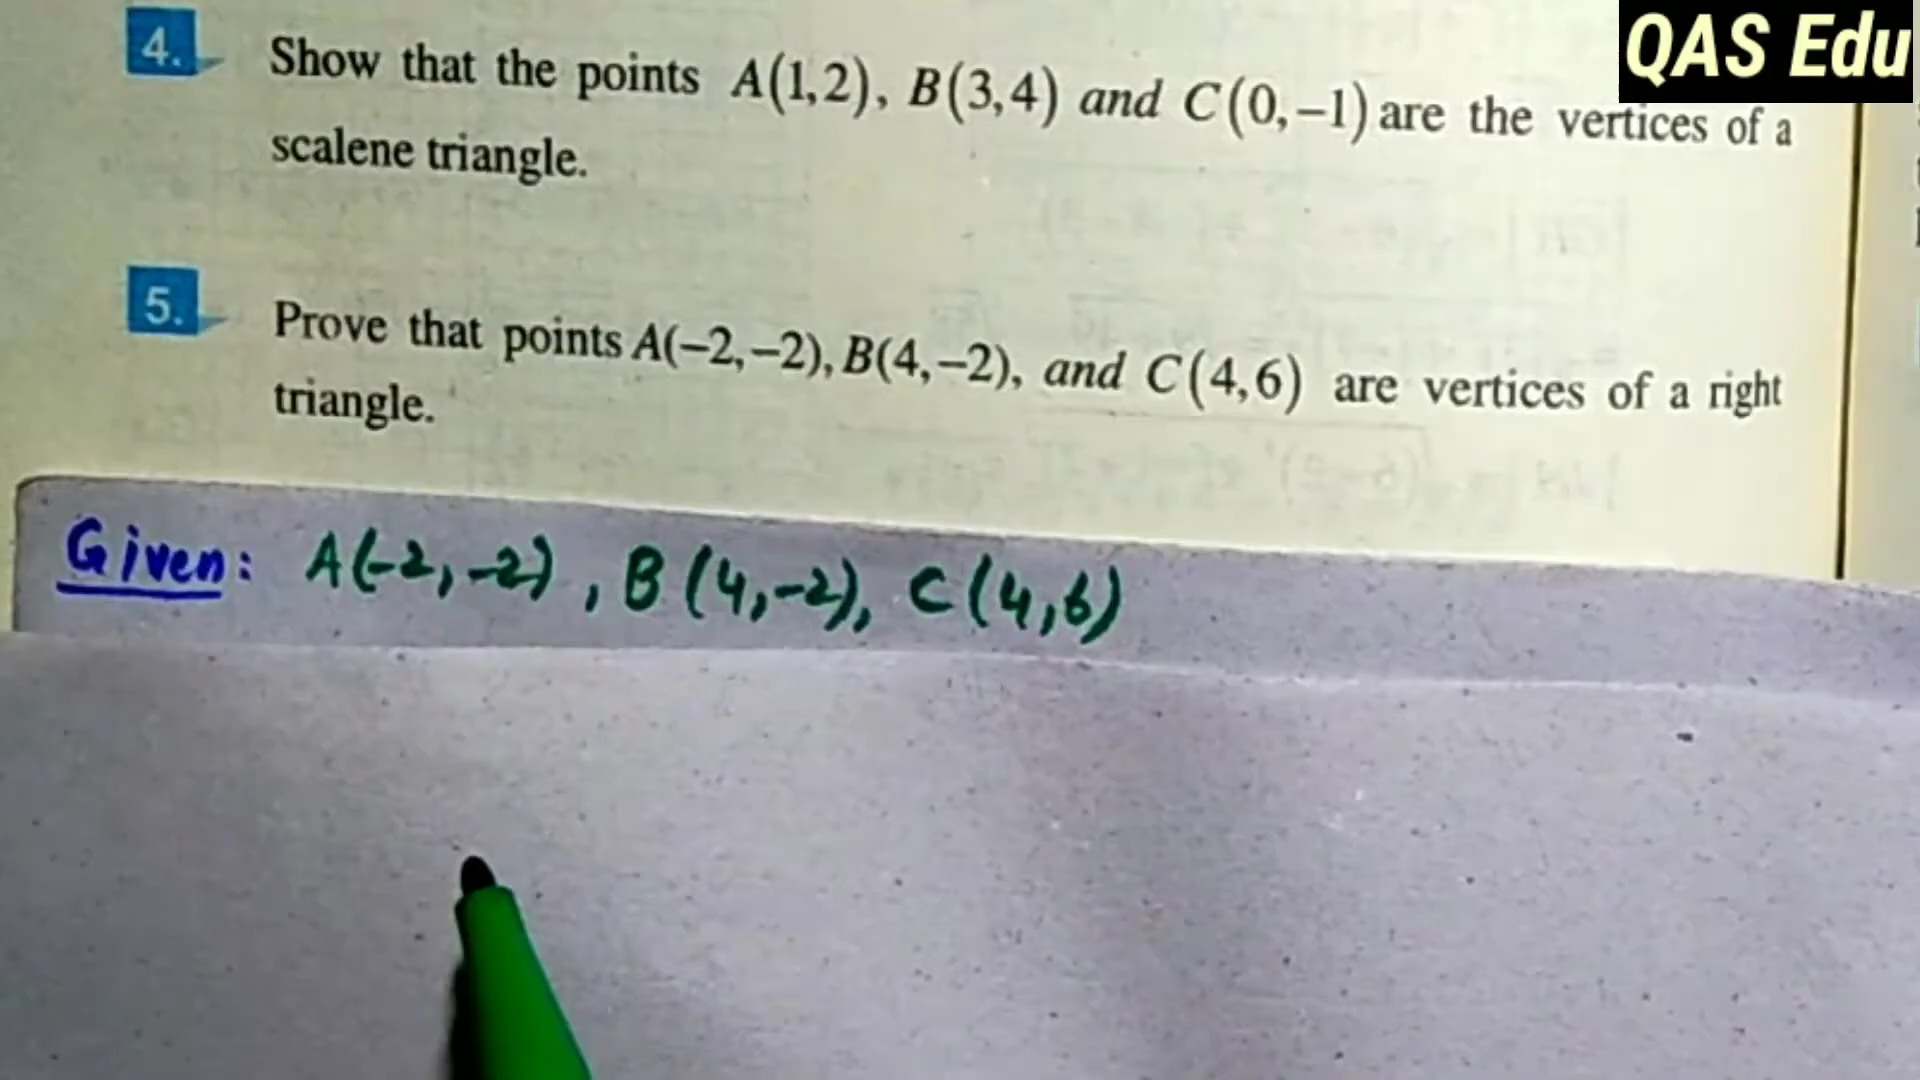 QAS Edu
4. Show that the points A(1,2), B(3,4) and C(0,−1) are the vertices of a
scalene triangle.
5. Prove that points A(−2,−2), B(4,−2), and C(4,6) are vertices of a right
triangle.
Given: A(-2,-2), B(4,-2), C(4,6)